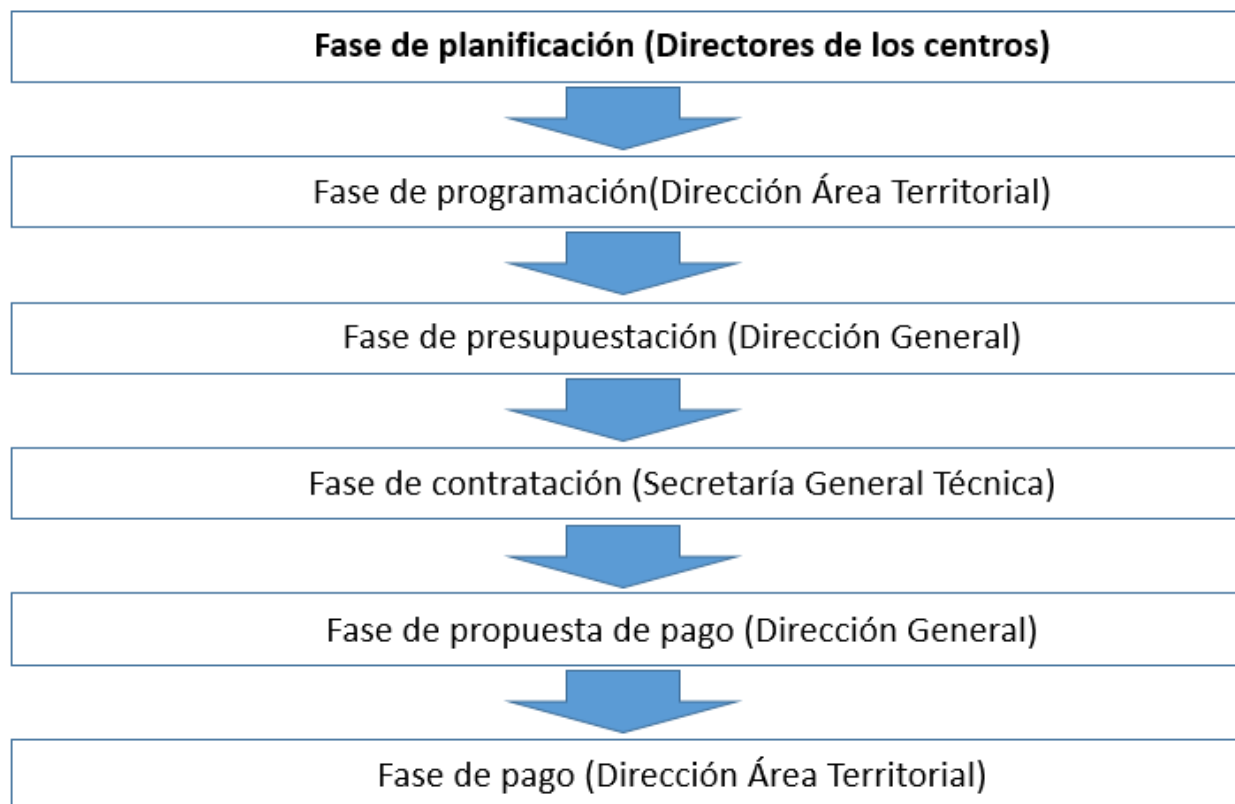 Fase de planificación (Directores de los centros)
Fase de programación(Dirección Área Territorial)
Fase de presupuestación (Dirección General)
Fase de contratación (Secretaría General Técnica)
Fase de propuesta de pago (Dirección General)
Fase de pago (Dirección Área Territorial)